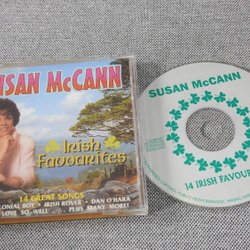 SUSAN McCANN
Irish
Favourites
14 GREAT SONGS
COLONIAL BOY • IRISH ROVER • DAN O'HARA
LOVE SO WELL
PLUS MANY MORE!
SUSAN McCANN
14 IRISH FAVOU